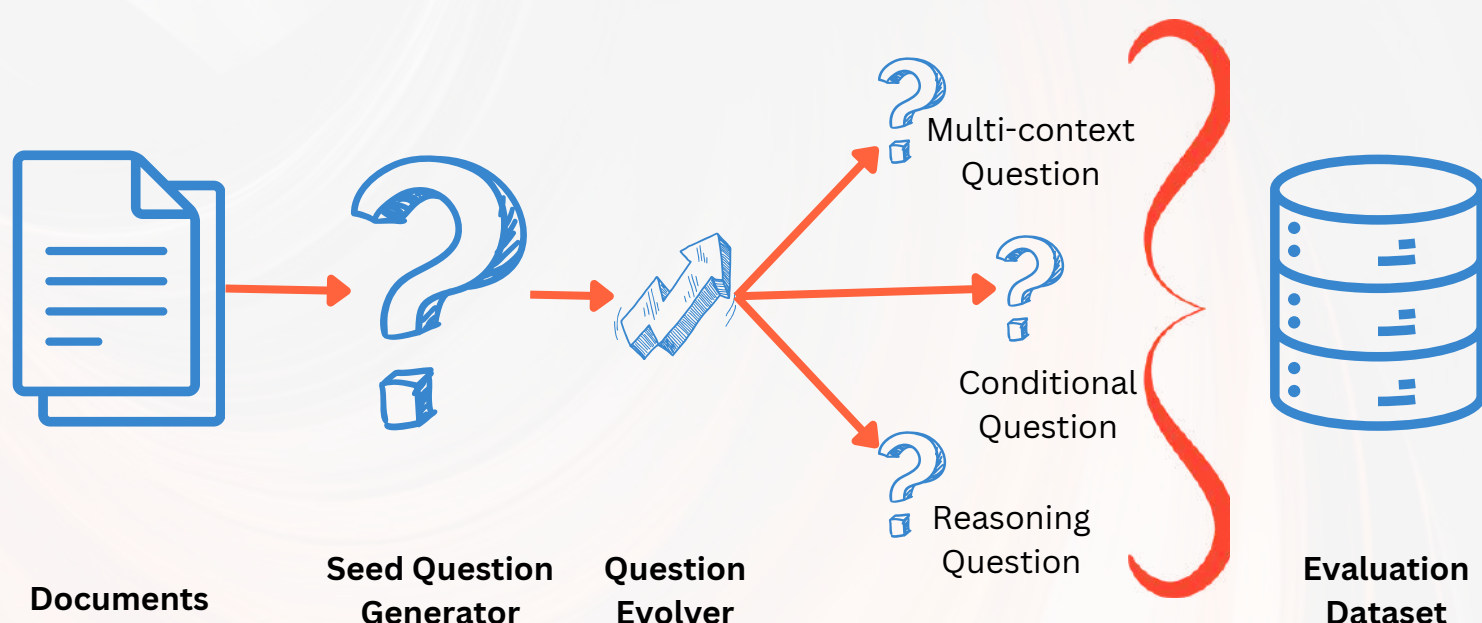 Multi-context
Question
Conditional
Question
Reasoning
Question
Documents
Seed Question
Generator
Question
Evolver
Evaluation
Dataset